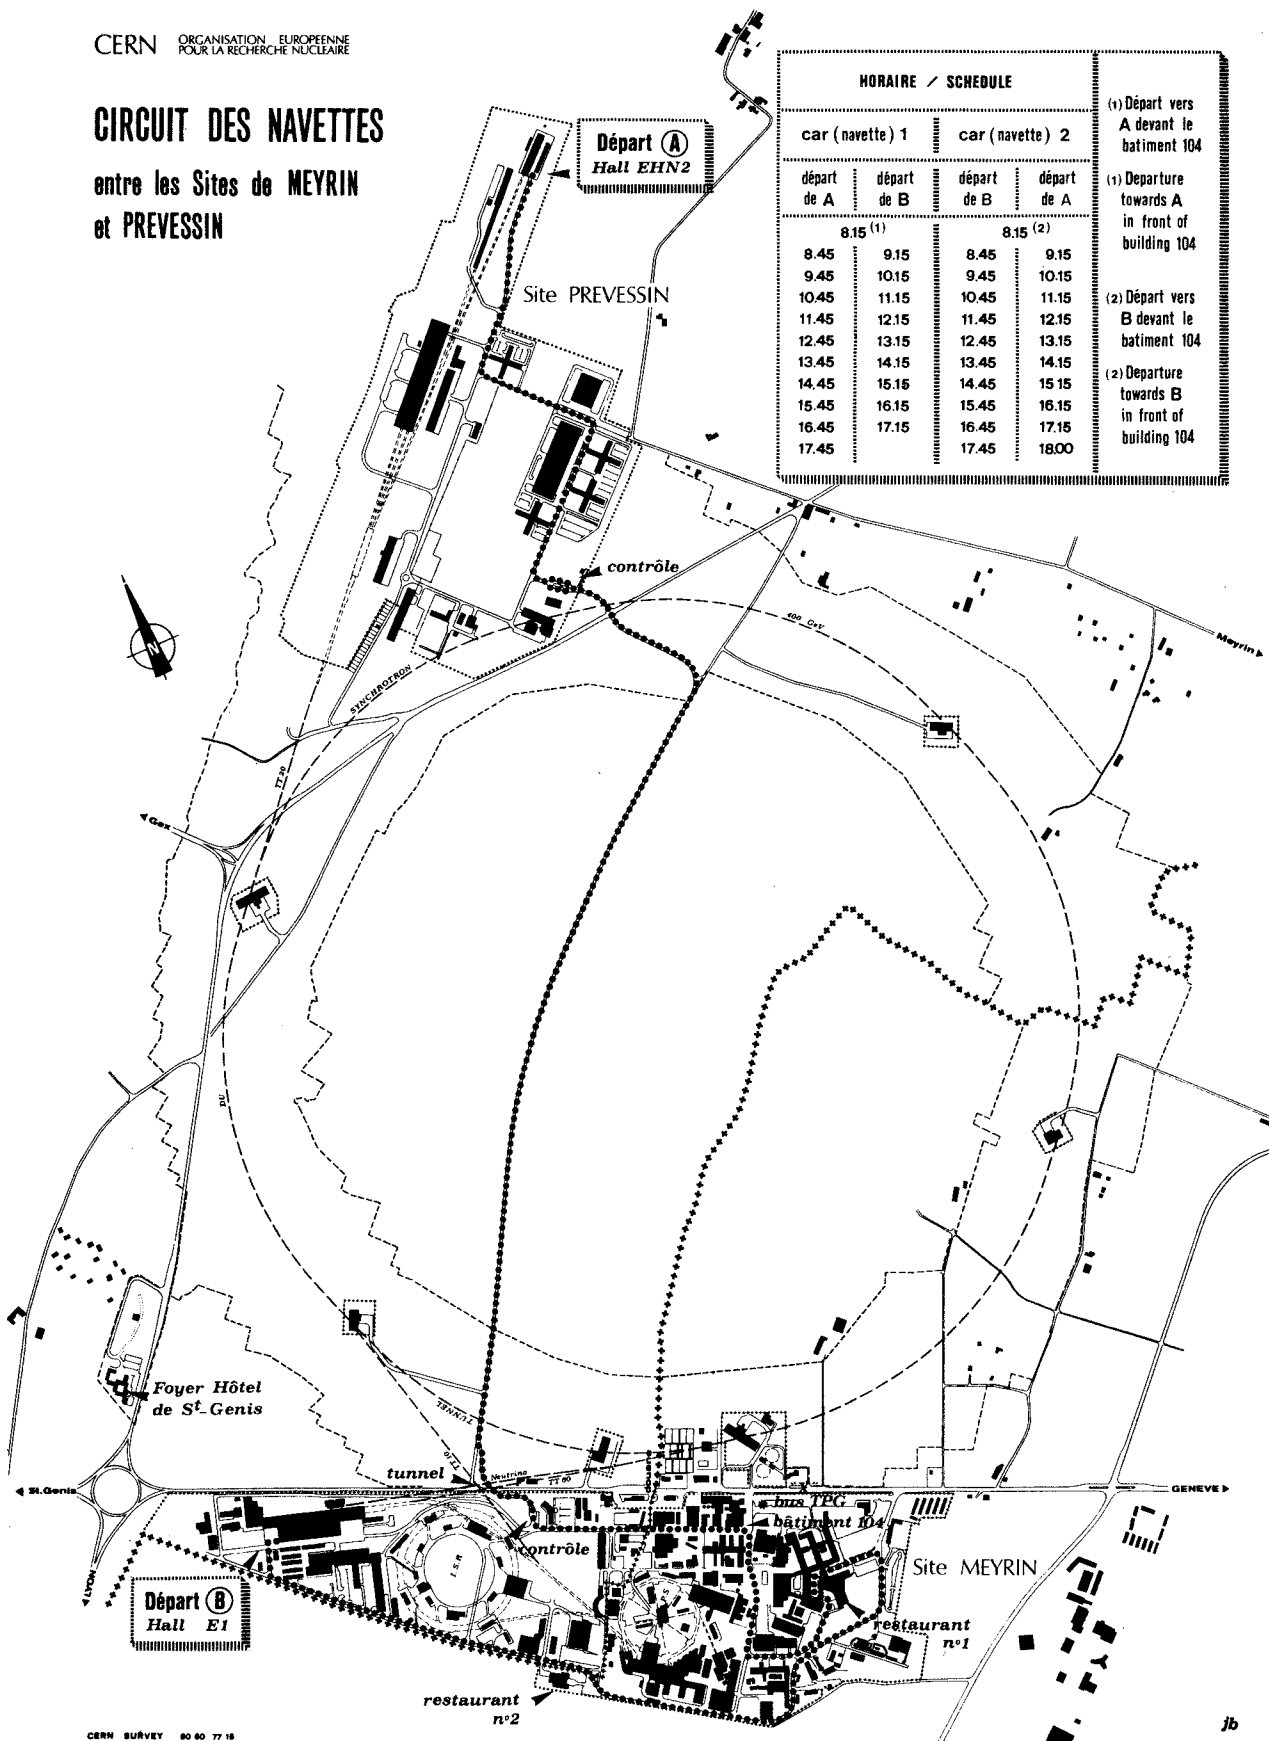 CERN ORGANISATION EUROPEENNE
POUR LA RECHERCHE NUCLEAIRE
CIRCUIT DES NAVETTES
entre les Sites de MEYRIN
et PREVESSIN
Départ A
Hall EHN2
HORAIRE / SCHEDULE
car (navette) 1 car (navette) 2
départ départ départ départ
de A de B de B de A
8.15 (1) 8.15 (2)
8.45 9.15 8.45 9.15
9.45 10.15 9.45 10.15
10.45 11.15 10.45 11.15
11.45 12.15 11.45 12.15
12.45 13.15 12.45 13.15
13.45 14.15 13.45 14.15
14.45 15.15 14.45 15 15
15.45 16.15 15.45 16.15
16.45 17.15 16.45 17.15
17.45 17.45 18.00
(1) Départ vers
A devant le
batiment 104
(1) Departure
towards A
in front of
building 104
(2) Départ vers
B devant le
batiment 104
(2) Departure
towards B
in front of
building 104
Site PREVESSIN
contrôle
400 GeV
Meyrin
N
SYNCHROTRON
TT 20
Gex
DU
Foyer Hôtel
de St-Genis
TUNNEL
TT10
tunnel
Neutrino
TT 60
St.Genis
GENEVE
bus TPG
bâtiment 104
contrôle
I.S.R
P.S
Site MEYRIN
LYON
Départ B
Hall E1
restaurant
n°1
restaurant
n°2
CERN SURVEY 80 60 77 18
jb